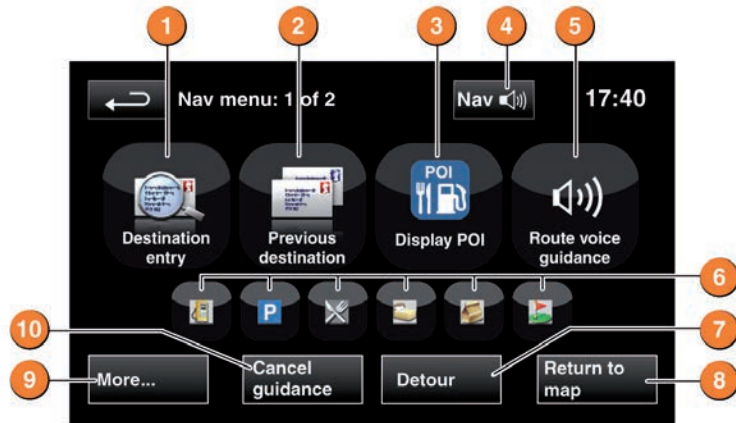 1 2 3 4 5
Nav menu: 1 of 2 Nav 17:40
POI
Destination entry
Previous destination
Display POI
Route voice guidance
6
P
10
7
9
More...
Cancel guidance
Detour
Return to map
8